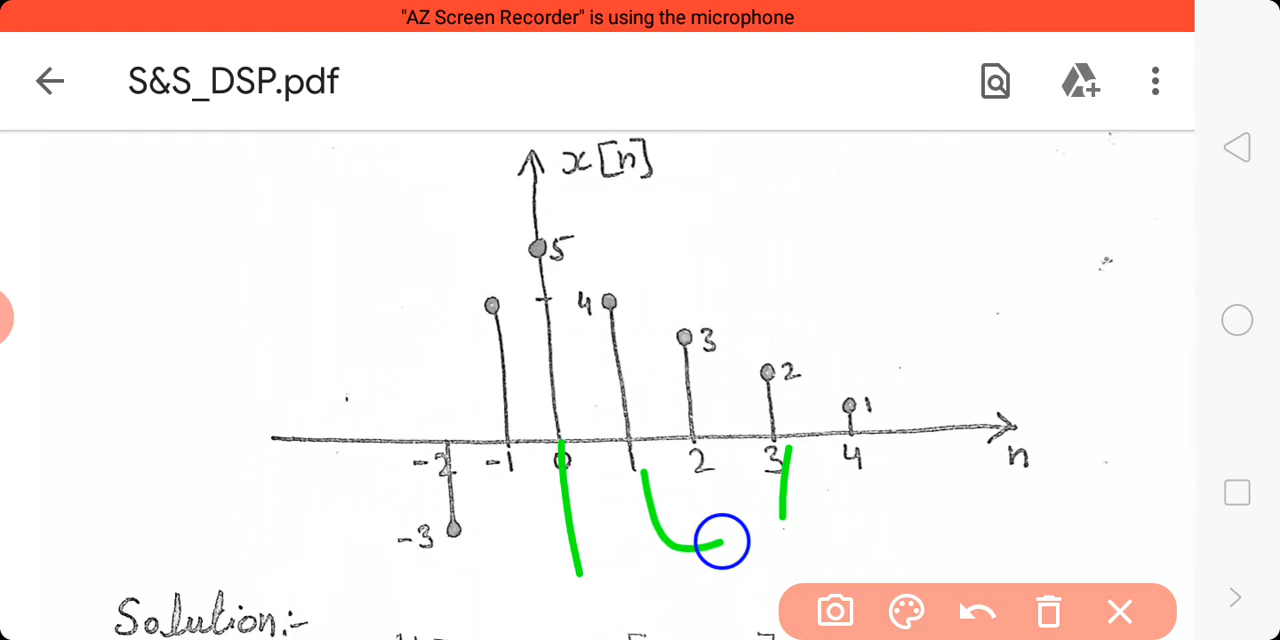 "AZ Screen Recorder" is using the microphone
S&S_DSP.pdf
x[n]
5
4
3
2
1
-2 -1 0 1 2 3 4 n
-3
Solution:-